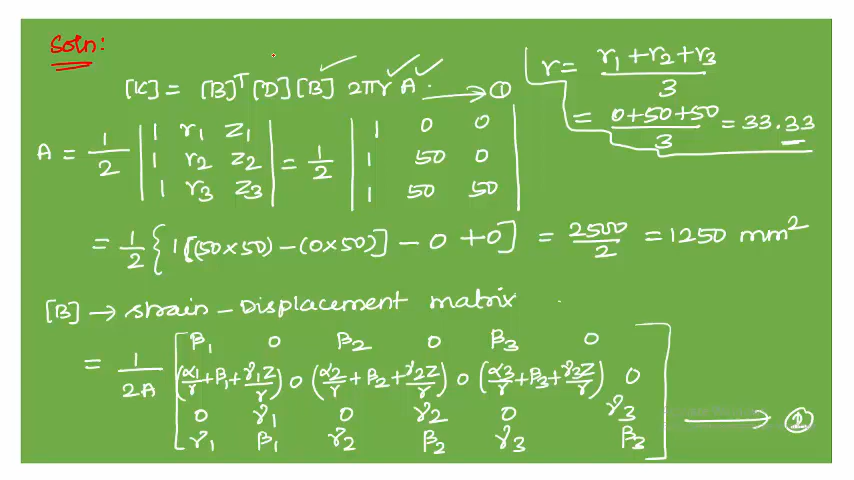 Soln:
[K] = [B]ᵀ [D] [B] 2πr A. → ①
r = (r₁ + r₂ + r₃) / 3
= (0 + 50 + 50) / 3 = 33.33
A = 1/2 | 1 r₁ z₁ | = 1/2 | 1 0 0 |
| 1 r₂ z₂ | | 1 50 0 |
| 1 r₃ z₃ | | 1 50 50 |
= 1/2 { 1[(50×50) − (0×50)] − 0 + 0] = 2500/2 = 1250 mm²
[B] → strain - Displacement matrix
= 1/2A [ β₁ 0 β₂ 0 β₃ 0
(α₁/r + β₁ + γ₁z/r) 0 (α₂/r + β₂ + γ₂z/r) 0 (α₃/r + β₃ + γ₃z/r) 0
0 γ₁ 0 γ₂ 0 γ₃
γ₁ β₁ γ₂ β₂ γ₃ β₃ ] → ②